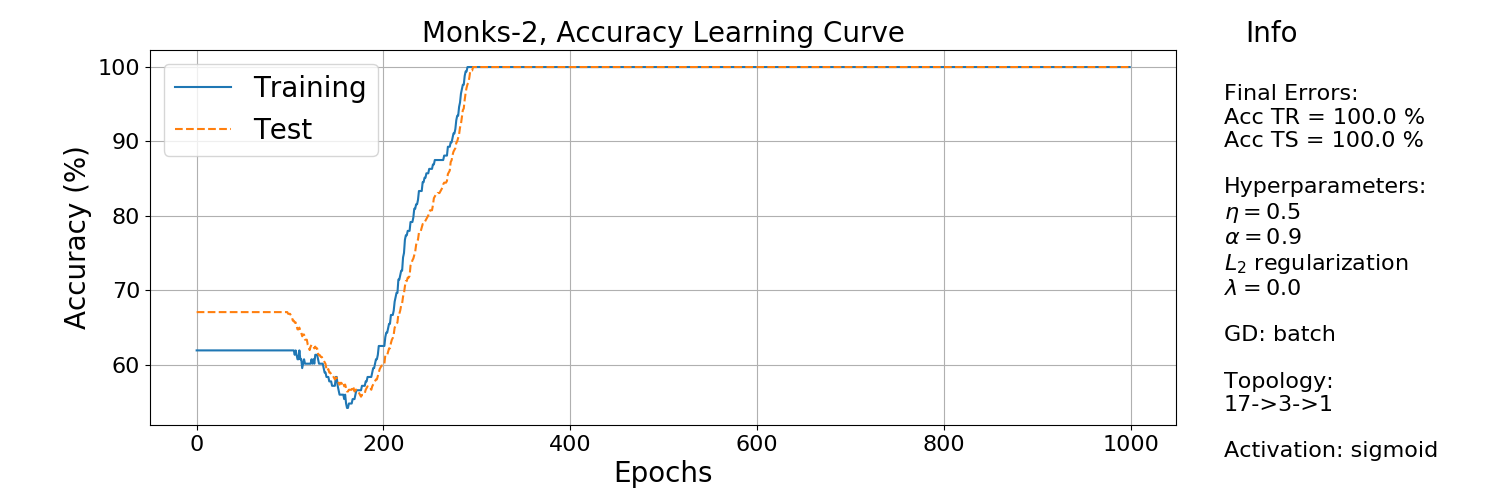 Monks-2, Accuracy Learning Curve
Info
100
90
80
70
60
Accuracy (%)
Training
Test
0
200
400
600
800
1000
Epochs
Final Errors:
Acc TR = 100.0 %
Acc TS = 100.0 %
Hyperparameters:
η = 0.5
α = 0.9
L₂ regularization
λ = 0.0
GD: batch
Topology:
17->3->1
Activation: sigmoid